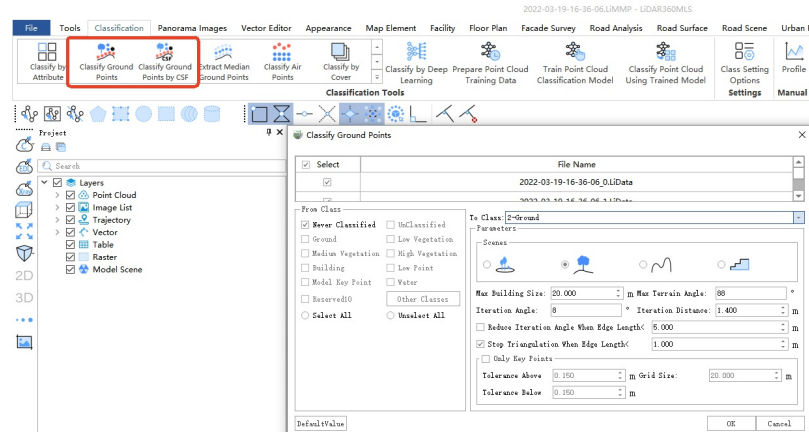 2022-03-19-16-36-06.LiMMP - LiDAR360MLS
File Tools Classification Panorama Images Vector Editor Appearance Map Element Facility Floor Plan Facade Survey Road Analysis Road Surface Road Scene Urban
Classify by Attribute
Classify Ground Points
Classify Ground Points by CSF
Extract Median Ground Points
Classify Air Points
Classify by Cover
Classify by Deep Learning
Prepare Point Cloud Training Data
Train Point Cloud Classification Model
Classify Point Cloud Using Trained Model
Class Setting Options
Profile
Classification Tools
Settings
Manual
Project
Search
Layers
Point Cloud
Image List
Trajectory
Vector
Table
Raster
Model Scene
2D
3D
Classify Ground Points
Select File Name
2022-03-19-16-36-06_0.LiData
2022-03-19-16-36-06_1.LiData
From Class
Never Classified UnClassified
Ground Low Vegetation
Medium Vegetation High Vegetation
Building Low Point
Model Key Point Water
Reserved10 Other Classes
Select All Unselect All
To Class: 2-Ground
Parameters
Scenes
Max Building Size: 20.000 m Max Terrain Angle: 88 °
Iteration Angle: 8 ° Iteration Distance: 1.400 m
Reduce Iteration Angle When Edge Length< 5.000 m
Stop Triangulation When Edge Length< 1.000 m
Only Key Points
Tolerance Above 0.150 m Grid Size: 20.000 m
Tolerance Below 0.150 m
DefaultValue OK Cancel